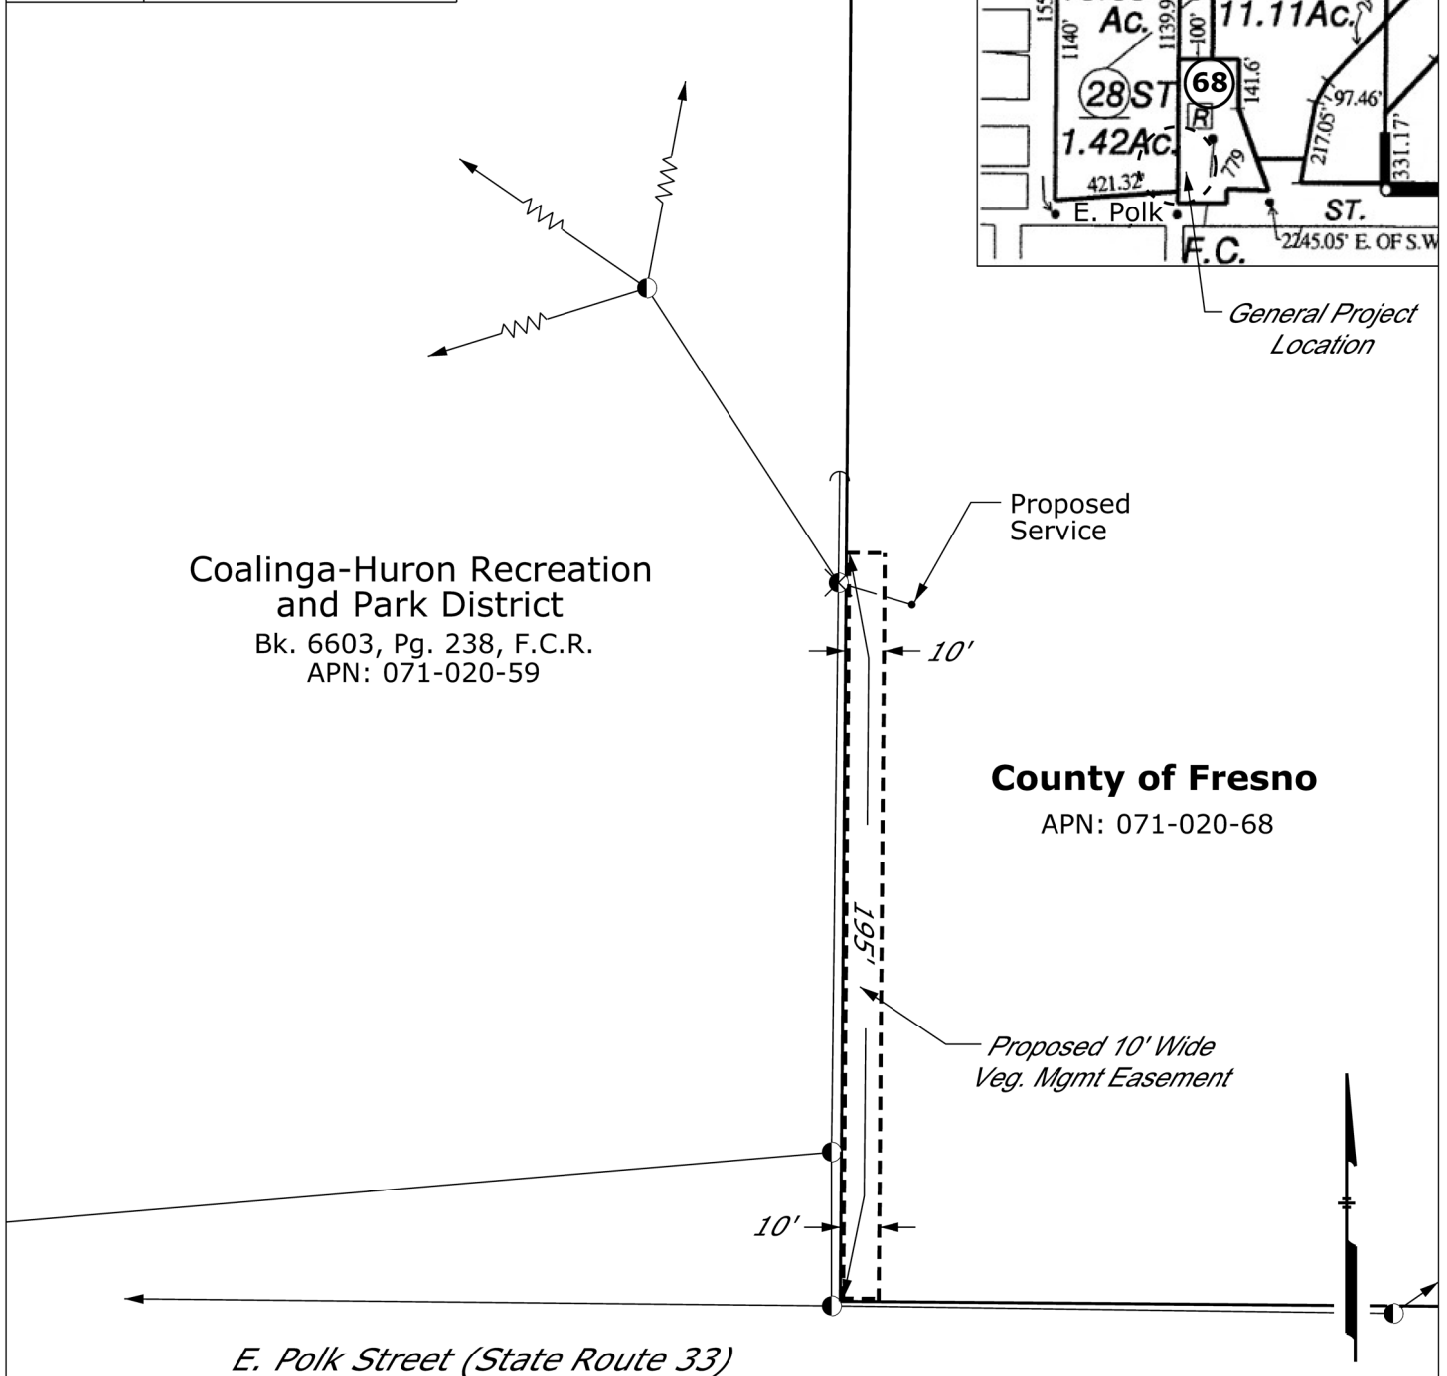 Ac.
1140'
1139.9
100'
11.11Ac.
28
ST
68
141.6'
R
97.46'
217.05'
331.17'
1.42Ac.
779
421.32'
E. Polk
ST.
2245.05' E. OF S.W
F.C.
General Project
Location
Proposed
Service
Coalinga-Huron Recreation
and Park District
Bk. 6603, Pg. 238, F.C.R.
APN: 071-020-59
10'
County of Fresno
APN: 071-020-68
195'
Proposed 10' Wide
Veg. Mgmt Easement
10'
E. Polk Street (State Route 33)